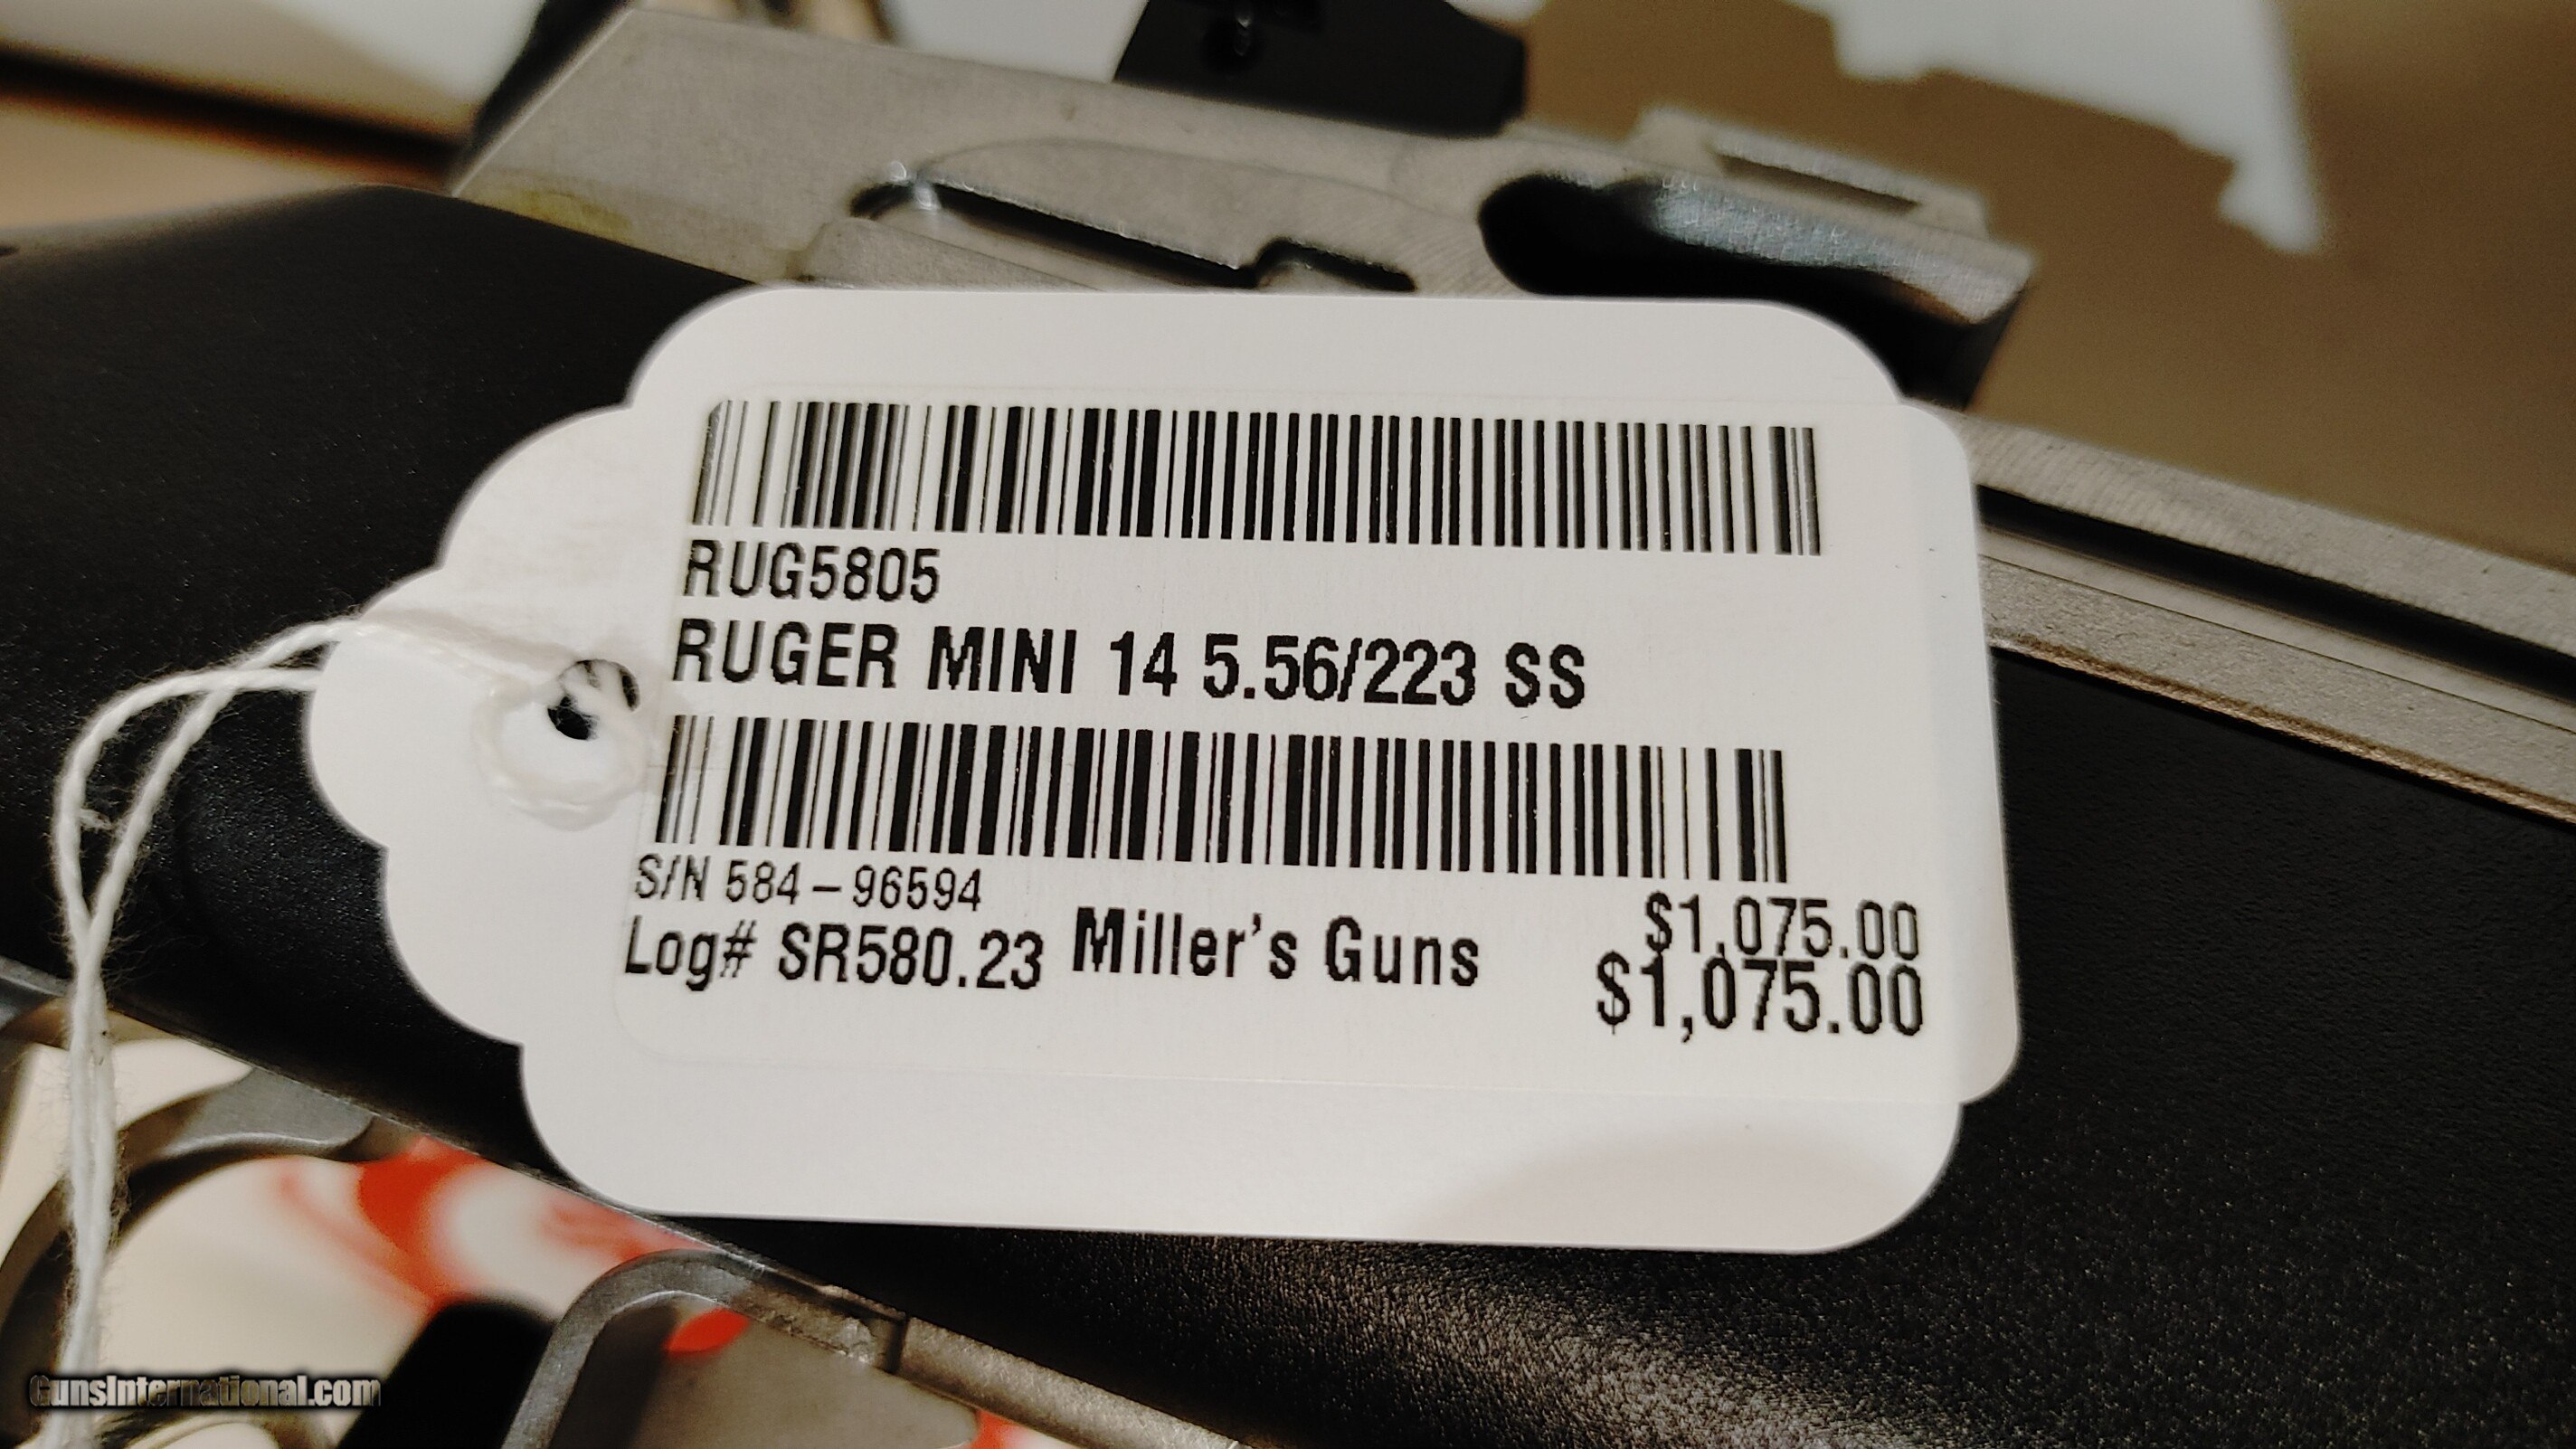 RUG5805
RUGER MINI 14 5.56/223 SS
S/N 584-96594
Log# SR580.23 Miller's Guns $1,075.00
$1,075.00
GunsInternational.com